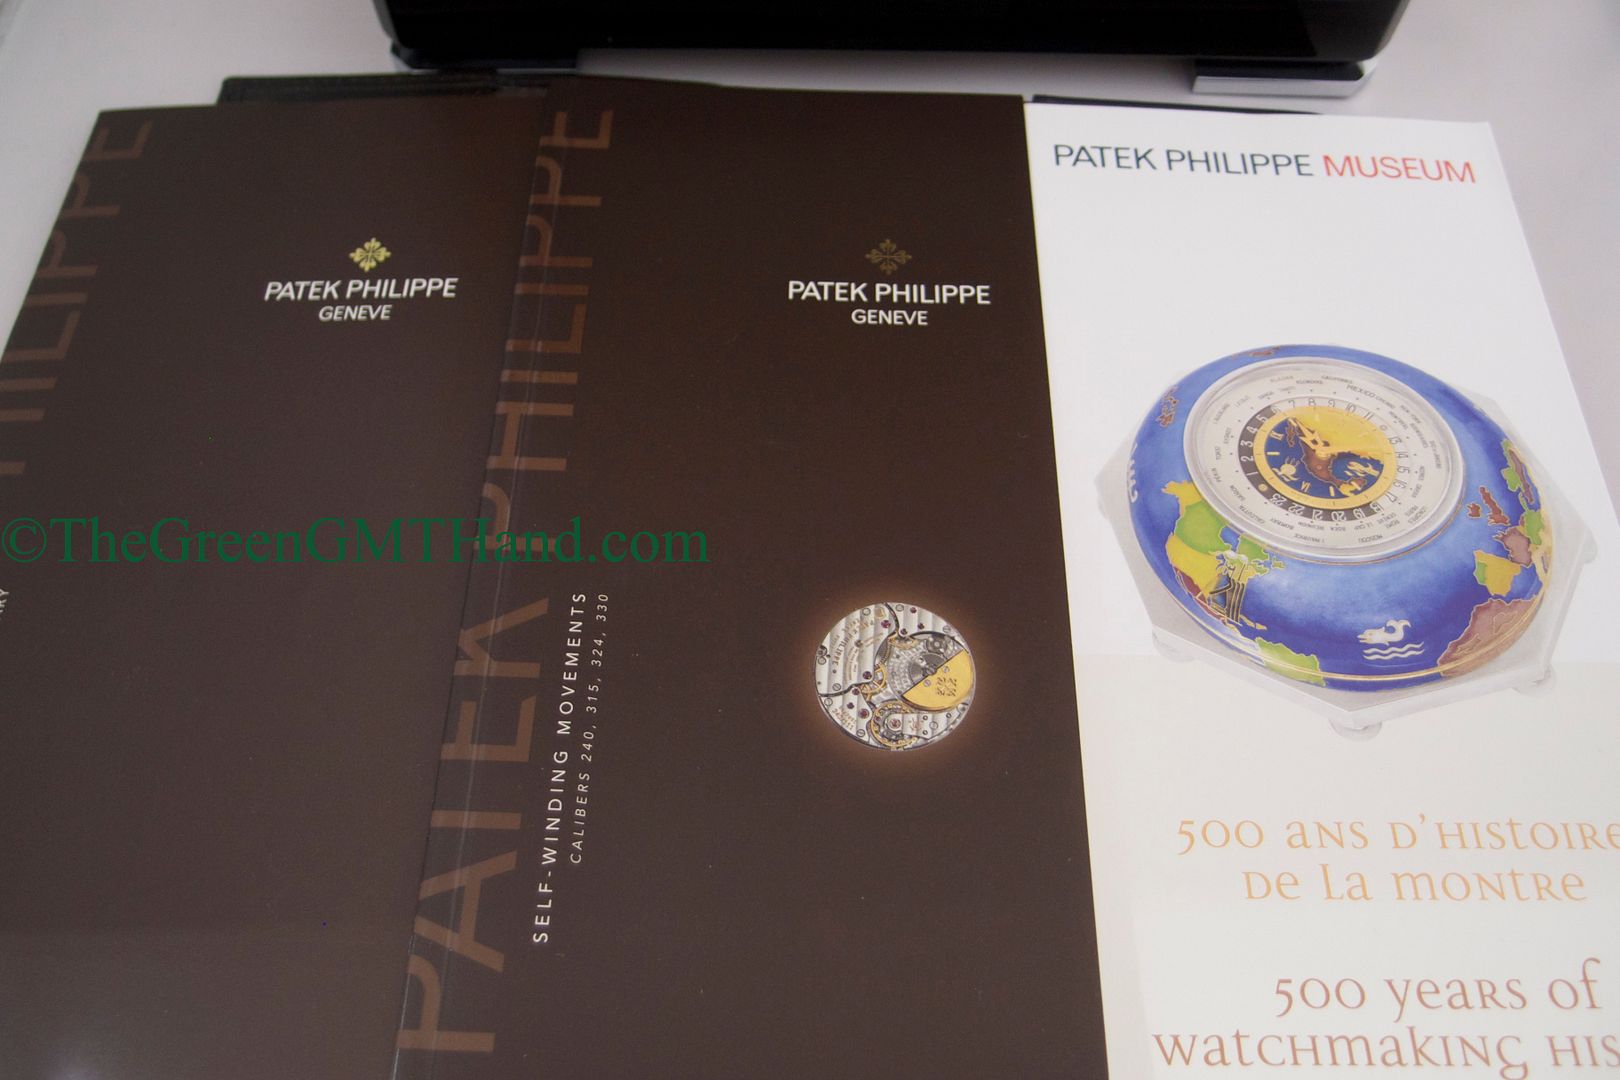 PATEK PHILIPPE
GENEVE
PHILIPPE
PATEK PHILIPPE
GENEVE
PATEK PHILIPPE
SELF-WINDING MOVEMENTS
CALIBERS 240, 315, 324, 330
PATEK PHILIPPE MUSEUM
500 ans d'histoire
de la montre
500 years of
watchmaking his
©TheGreenGMTHand.com